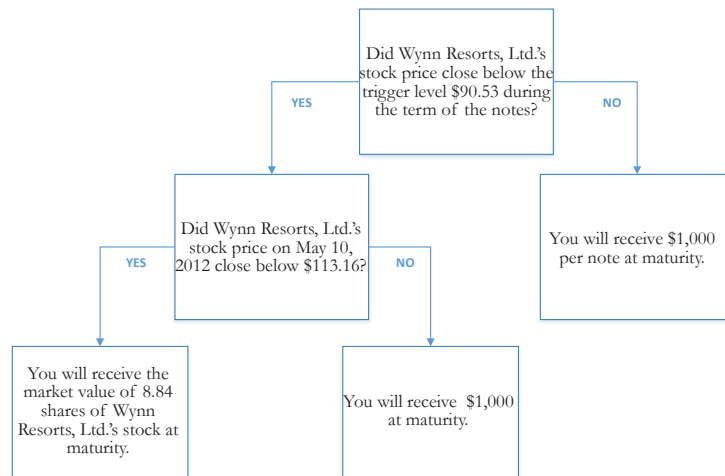 Did Wynn Resorts, Ltd.'s
stock price close below the
trigger level $90.53 during
the term of the notes?
YES
NO
Did Wynn Resorts, Ltd.'s
stock price on May 10,
2012 close below $113.16?
You will receive $1,000
per note at maturity.
YES
NO
You will receive the
market value of 8.84
shares of Wynn
Resorts, Ltd.'s stock at
maturity.
You will receive $1,000
at maturity.